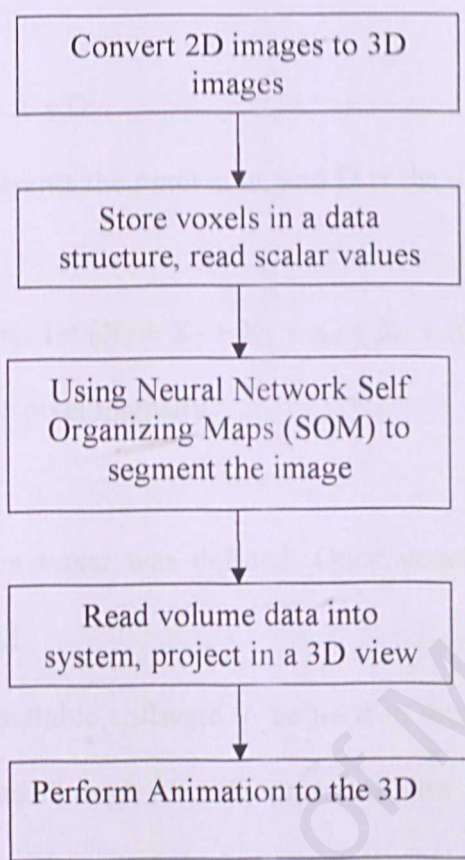 Convert 2D images to 3D
images
Store voxels in a data
structure, read scalar values
Using Neural Network Self
Organizing Maps (SOM) to
segment the image
Read volume data into
system, project in a 3D view
of M
Perform Animation to the 3D